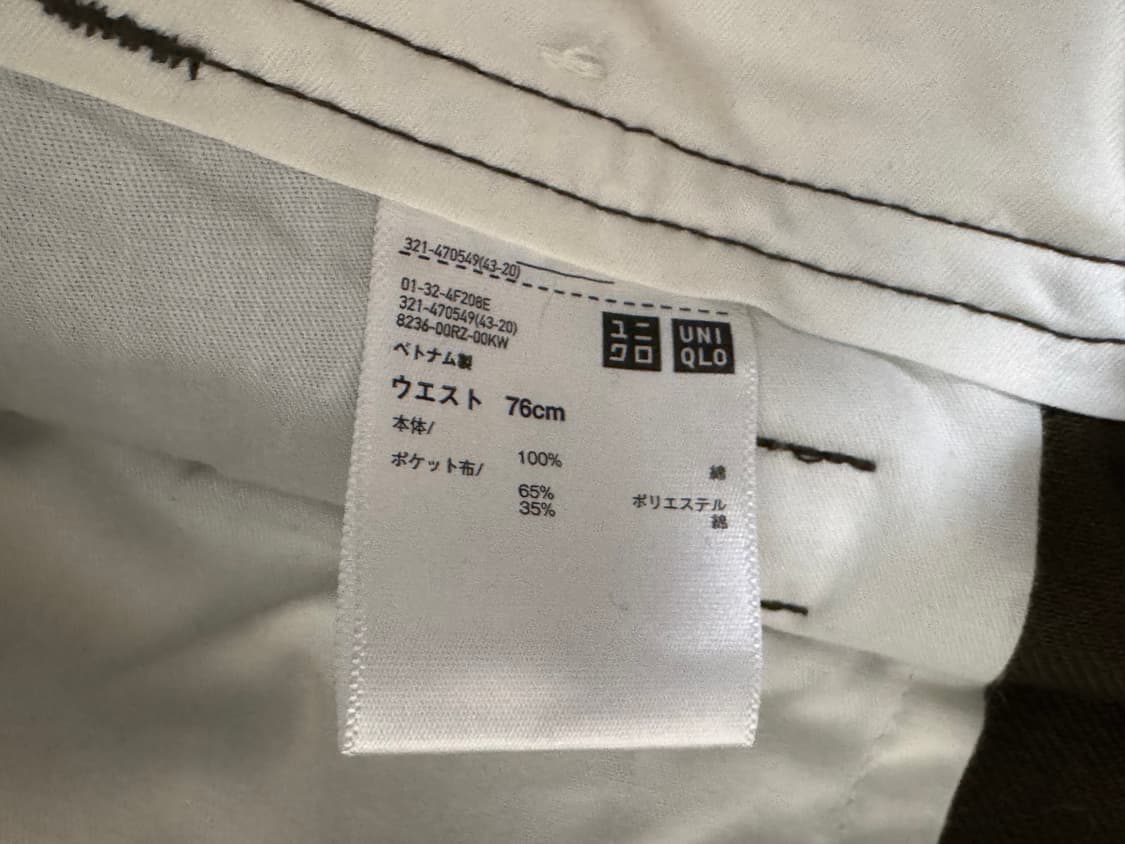 321-470549(43-20)
01-32-4F208E
321-470549(43-20)
8236-00RZ-00KW
ベトナム製
ユニ
クロ
UNI
QLO
ウエスト 76cm
本体/
100% 綿
ポケット布/
65% ポリエステル
35% 綿